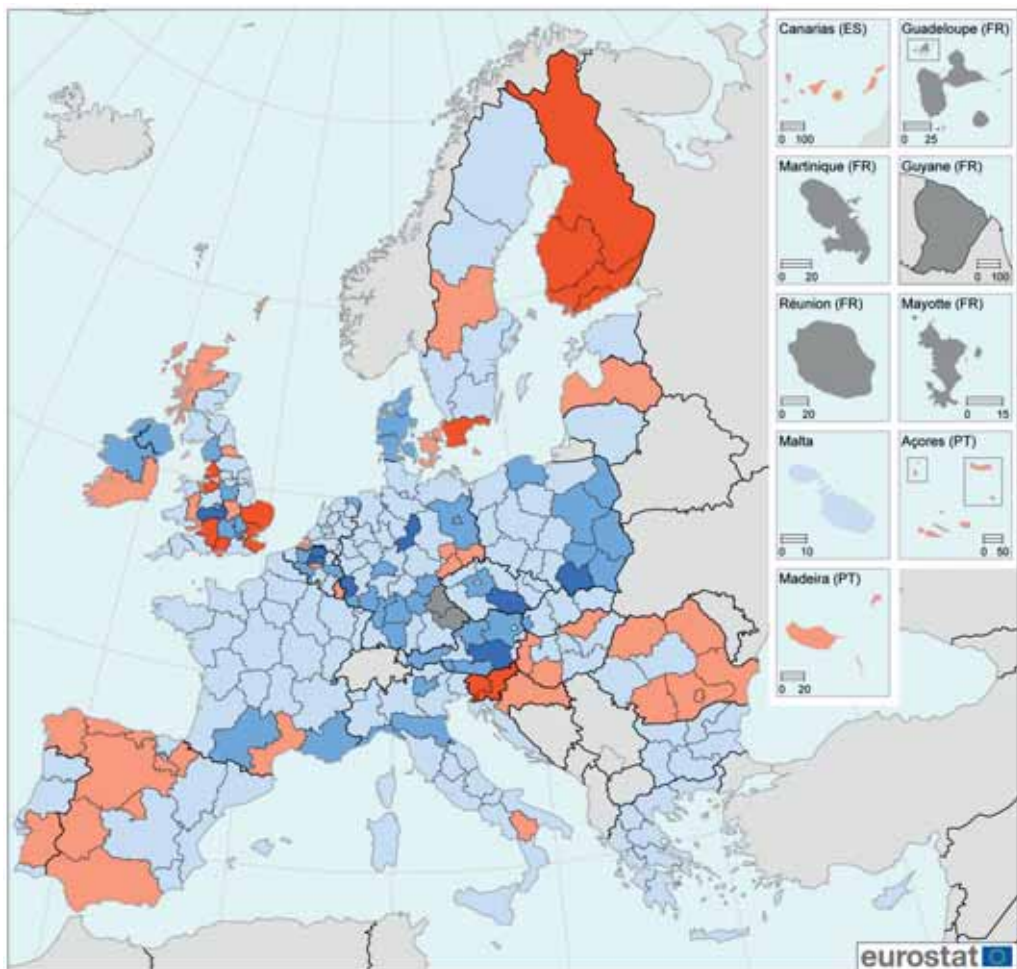 Canarias (ES)
0 100
Guadeloupe (FR)
0 25
Martinique (FR)
0 20
Guyane (FR)
0 100
Réunion (FR)
0 20
Mayotte (FR)
0 15
Malta
0 10
Açores (PT)
0 50
Madeira (PT)
0 20
eurostat